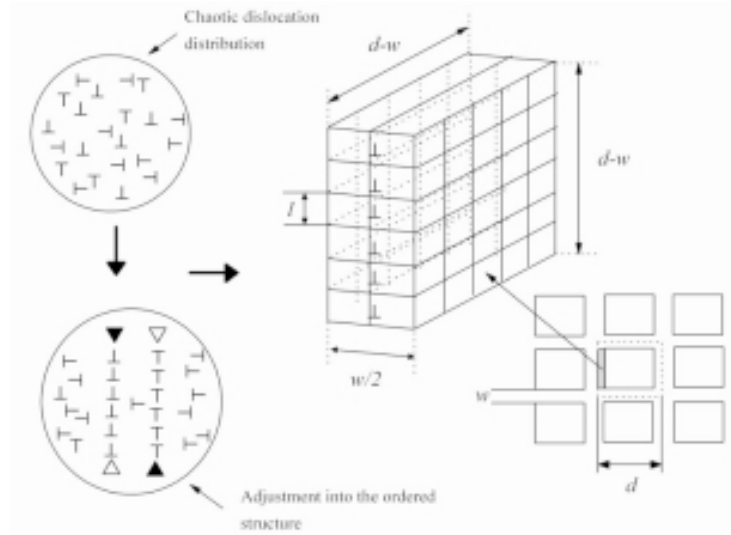 Chaotic dislocation
distribution
d-w
d-w
l
w/2
w
d
Adjustment into the ordered
structure